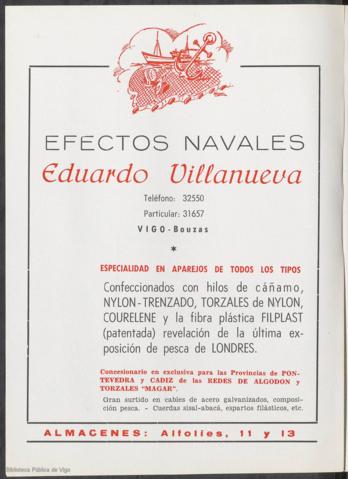 EFECTOS NAVALES
Eduardo Villanueva
Teléfono: 32550
Particular: 31657
VIGO-Bouzas
*
ESPECIALIDAD EN APAREJOS DE TODOS LOS TIPOS
Confeccionados con hilos de cáñamo,
NYLON-TRENZADO, TORZALES de NYLON,
COURELENE y la fibra plástica FILPLAST
(patentada) revelación de la última ex-
posición de pesca de LONDRES.
Concesionario en exclusiva para las Provincias de PON-
TEVEDRA y CADIZ de las REDES DE ALGODON y
TORZALES "MAGAR".
Gran surtido en cables de acero galvanizados, composi-
ción pesca. - Cuerdas sisal-abacá, espartos filásticos, etc.
ALMACENES: Alfolíes, 11 y 13
Biblioteca Pública de Vigo